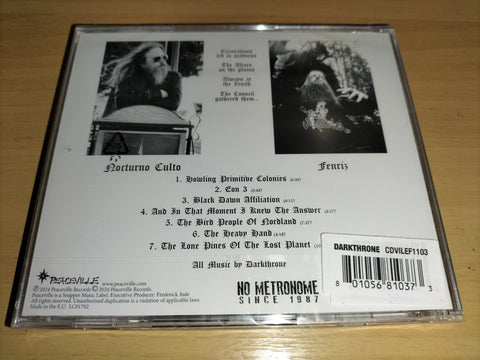 Excavations
led to madness
The Altars
on the plains
Always at
the Zenith
The Council
gathered then...
Nocturno Culto
Fenriz
1. Howling Primitive Colonies
2. Eon 3
3. Black Dawn Affiliation
4. And In That Moment I Knew The Answer
5. The Bird People Of Nordland
6. The Heavy Hand
7. The Lone Pines Of The Lost Planet
All Music by Darkthrone
DARKTHRONE CDVILEF1103
8 01056 81037 3
PEACEVILLE
www.peaceville.com
℗ 2024 Peaceville Records © 2024 Peaceville Records.
Peaceville is a Snapper Music Label. Executive Producer: Frederick Jude
All rights reserved. Unauthorised duplication is a violation of applicable laws.
Made in the E.U. LC01702
NO METRONOME
SINCE 1987